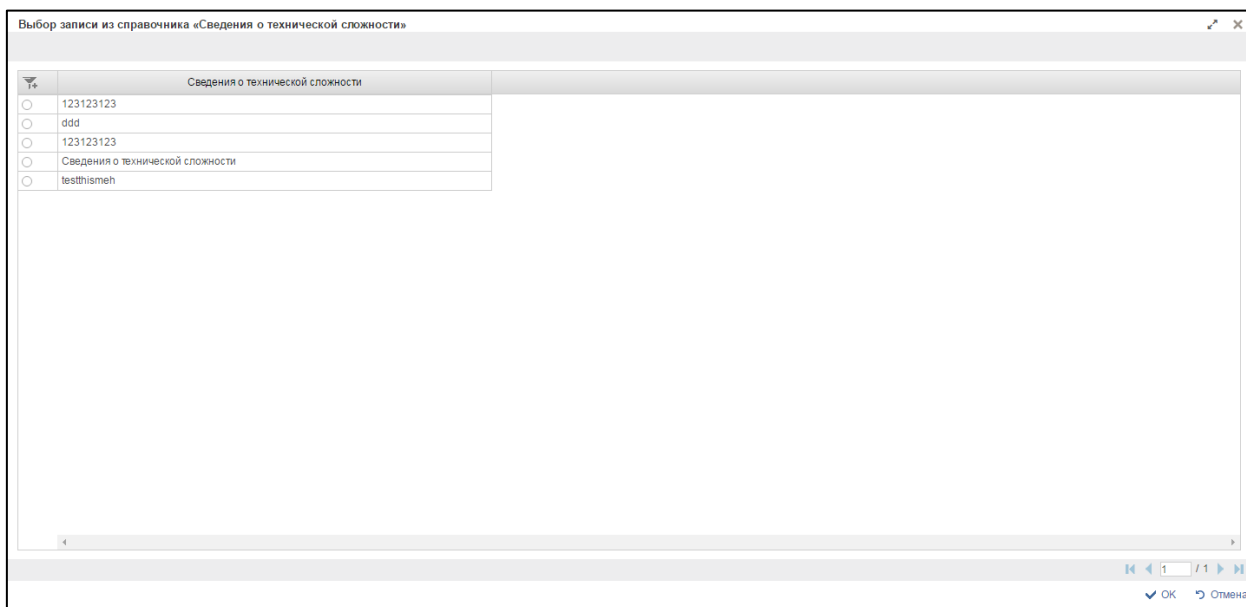 Выбор записи из справочника «Сведения о технической сложности»
Сведения о технической сложности
123123123
ddd
123123123
Сведения о технической сложности
testthismeh
1 / 1
ОК Отмена